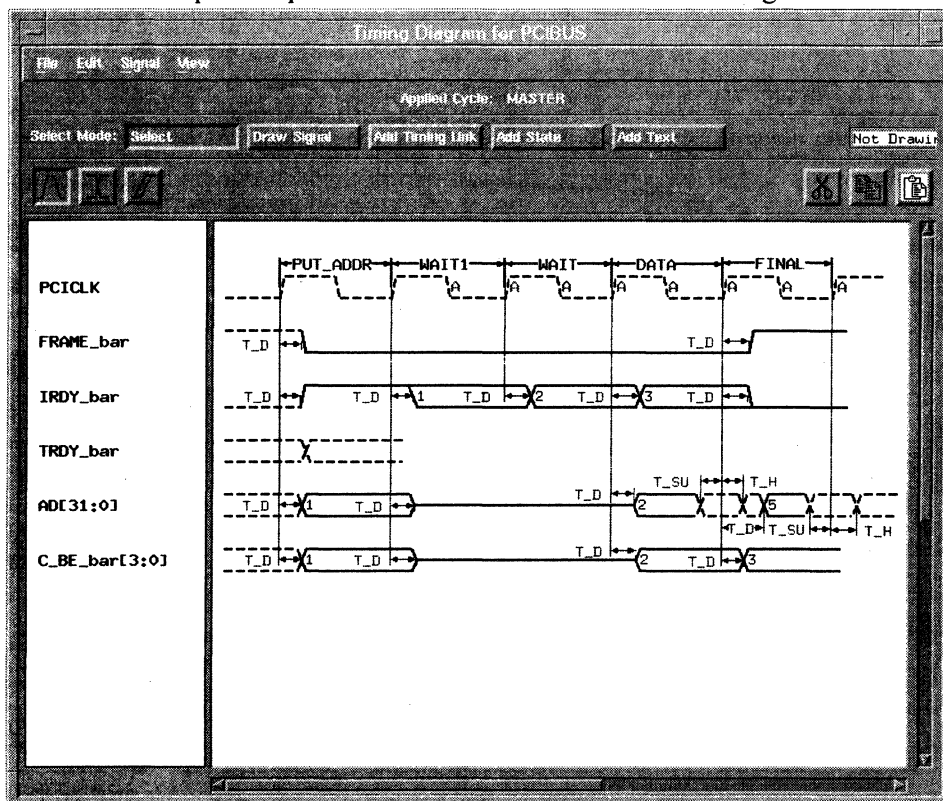 Timing Diagram for PCIBUS
File Edit Signal View
Applied Cycle: MASTER
Select Mode: Select Draw Signal Add Timing Link Add State Add Text Not Drawin
PUT_ADDR WAIT1 WAIT DATA FINAL
PCICLK A A A A A A A A
FRAME_bar T_D T_D
IRDY_bar T_D T_D 1 T_D 2 T_D 3 T_D
TRDY_bar
T_SU T_H
AD[31:0] T_D 1 T_D T_D 2 5
T_D T_SU T_H
C_BE_bar[3:0] T_D 1 T_D T_D 2 T_D 3